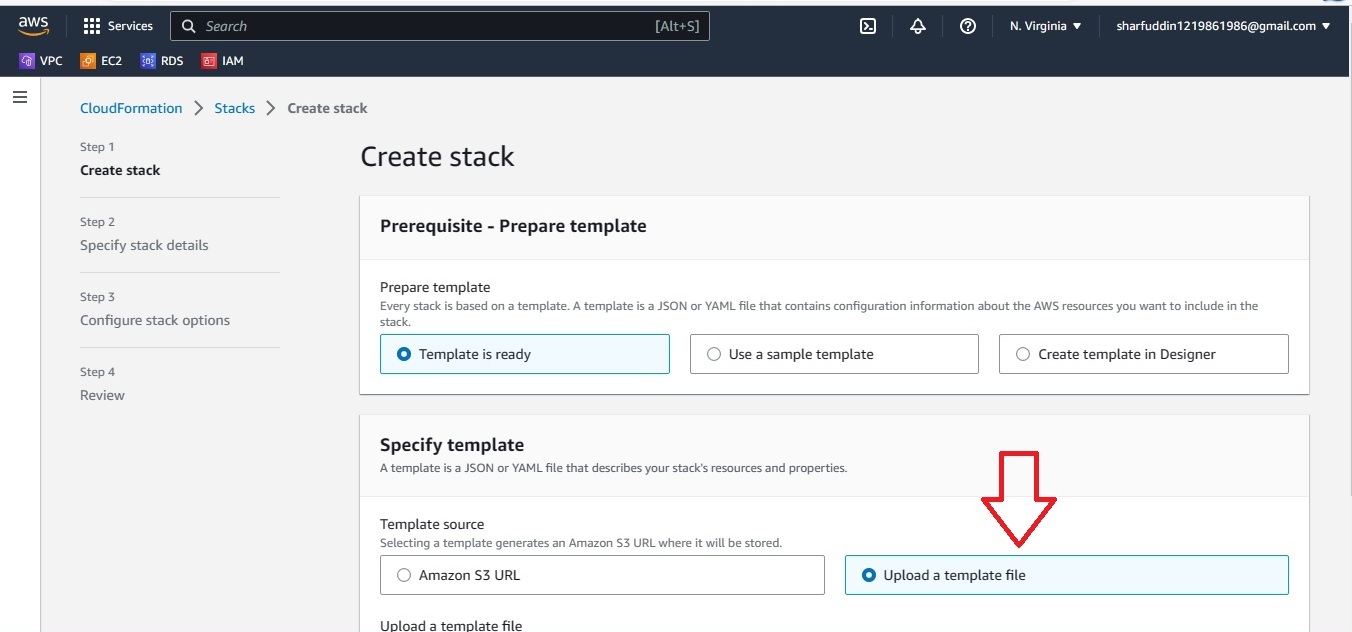 aws Services Search [Alt+S] N. Virginia sharfuddin1219861986@gmail.com
VPC EC2 RDS IAM
CloudFormation Stacks Create stack
Step 1
Create stack
Step 2
Specify stack details
Step 3
Configure stack options
Step 4
Review
Create stack
Prerequisite - Prepare template
Prepare template
Every stack is based on a template. A template is a JSON or YAML file that contains configuration information about the AWS resources you want to include in the
stack.
Template is ready Use a sample template Create template in Designer
Specify template
A template is a JSON or YAML file that describes your stack's resources and properties.
Template source
Selecting a template generates an Amazon S3 URL where it will be stored.
Amazon S3 URL Upload a template file
Upload a template file